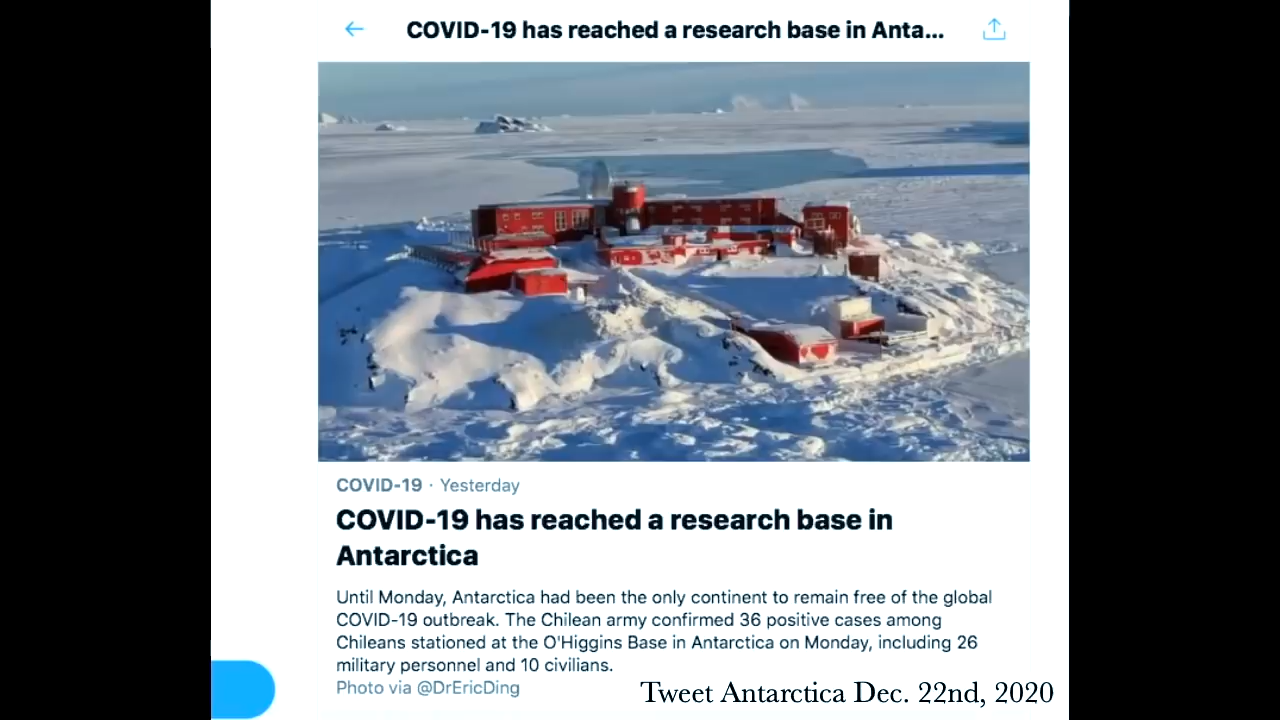 COVID-19 has reached a research base in Anta...
COVID-19 · Yesterday
COVID-19 has reached a research base in
Antarctica
Until Monday, Antarctica had been the only continent to remain free of the global
COVID-19 outbreak. The Chilean army confirmed 36 positive cases among
Chileans stationed at the O'Higgins Base in Antarctica on Monday, including 26
military personnel and 10 civilians.
Photo via @DrEricDing
Tweet Antarctica Dec. 22nd, 2020